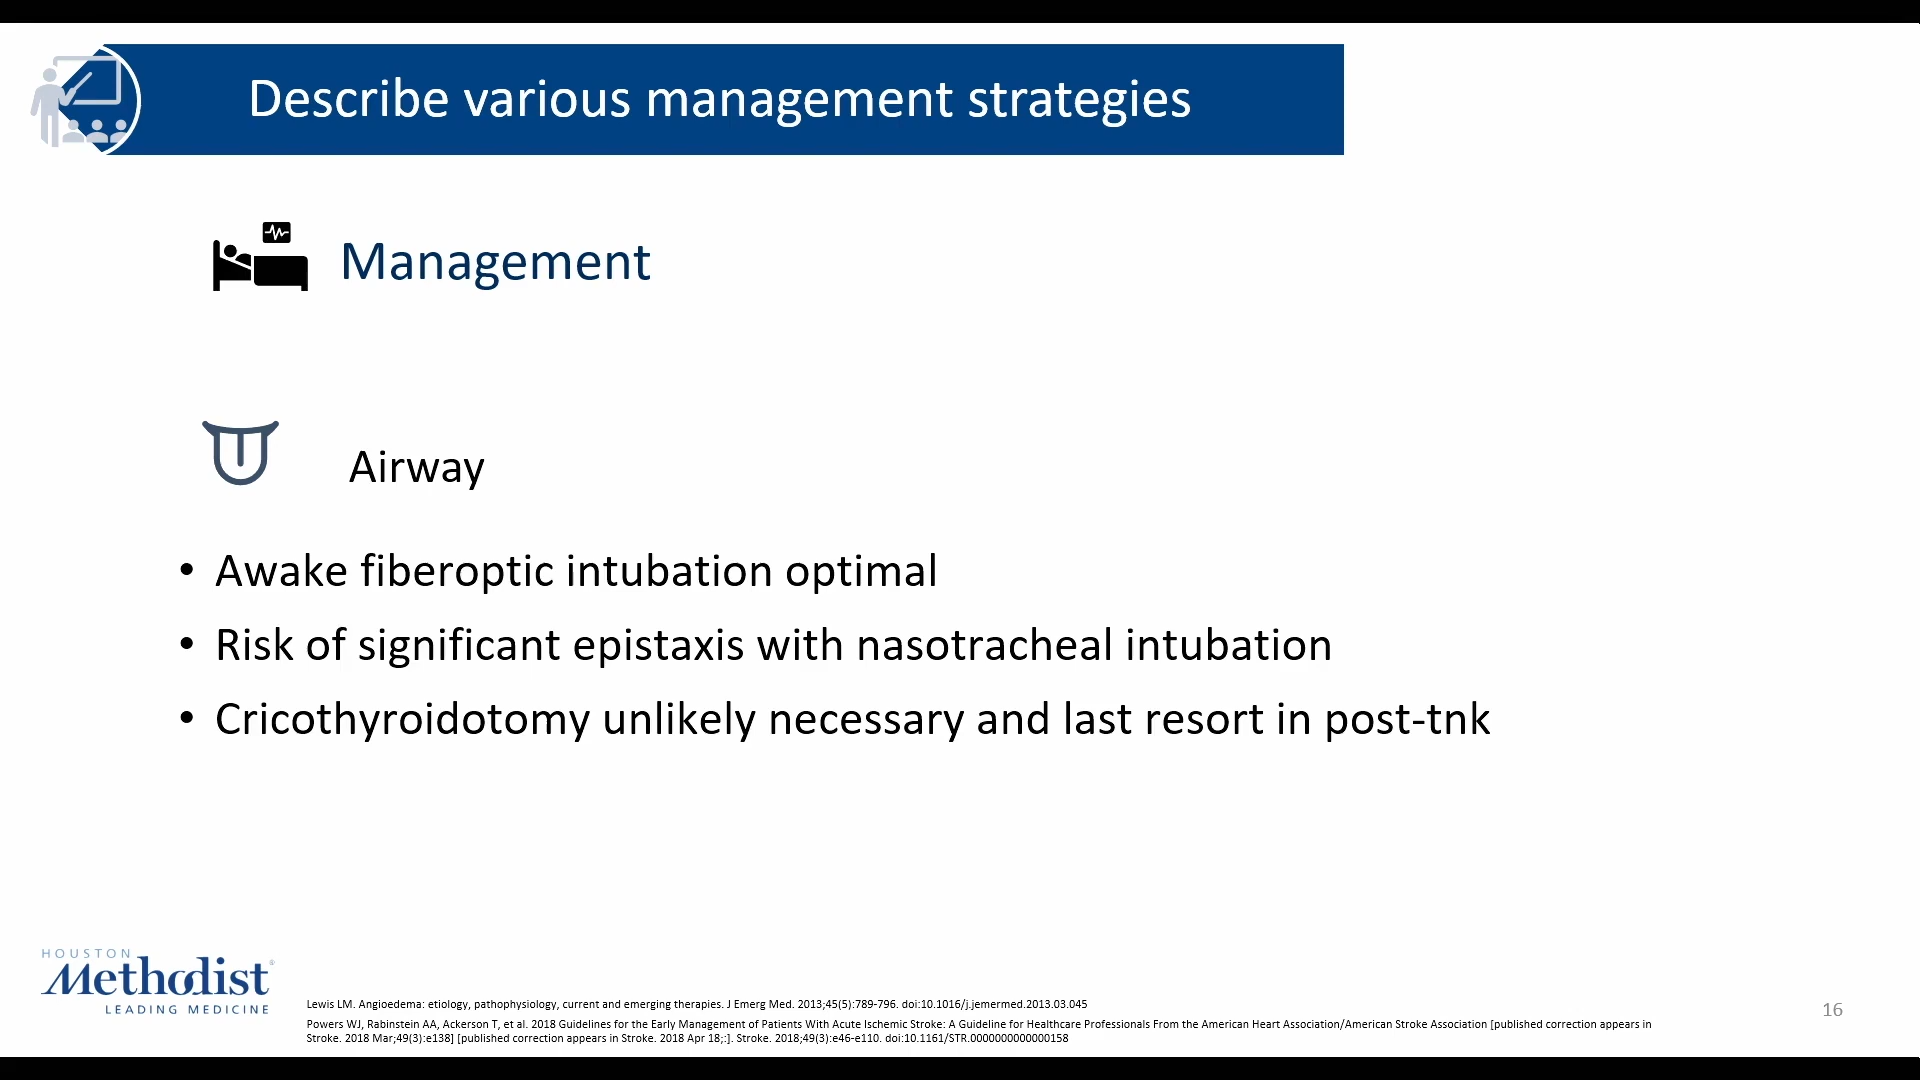 Describe various management strategies
Management
Airway
• Awake fiberoptic intubation optimal
• Risk of significant epistaxis with nasotracheal intubation
• Cricothyroidotomy unlikely necessary and last resort in post-tnk
HOUSTON
Methodist®
LEADING MEDICINE
Lewis LM. Angioedema: etiology, pathophysiology, current and emerging therapies. J Emerg Med. 2013;45(5):789-796. doi:10.1016/j.jemermed.2013.03.045
Powers WJ, Rabinstein AA, Ackerson T, et al. 2018 Guidelines for the Early Management of Patients With Acute Ischemic Stroke: A Guideline for Healthcare Professionals From the American Heart Association/American Stroke Association [published correction appears in
Stroke. 2018 Mar;49(3):e138] [published correction appears in Stroke. 2018 Apr 18;:]. Stroke. 2018;49(3):e46-e110. doi:10.1161/STR.0000000000000158
16